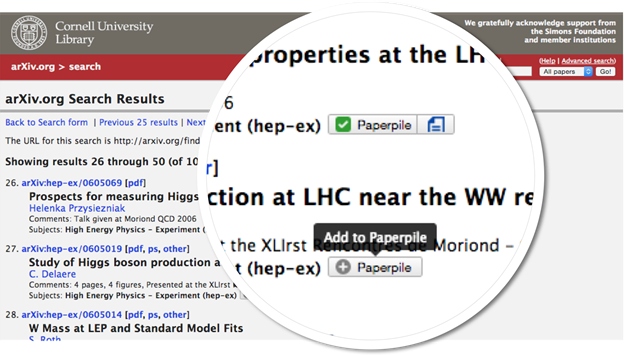 Cornell University
Library
We gratefully acknowledge support from
the Simons Foundation
and member institutions
arXiv.org > search
(Help | Advanced search)
All papers
Go!
arXiv.org Search Results
Back to Search form | Previous 25 results | Next
The URL for this search is http://arxiv.org/find
Showing results 26 through 50 (of 10
26. arXiv:hep-ex/0605069 [pdf]
Prospects for measuring Higgs
Helenka Przysiezniak
Comments: Talk given at Moriond QCD 2006
Subjects: High Energy Physics - Experiment (
27. arXiv:hep-ex/0605019 [pdf, ps, other]
Study of Higgs boson production a
C. Delaere
Comments: 4 pages, 4 figures, Presented at the XLIrst
Subjects: High Energy Physics - Experiment (hep-ex)
28. arXiv:hep-ex/0605014 [pdf, ps, other]
W Mass at LEP and Standard Model Fits
S. Roth
properties at the LH
6
ent (hep-ex) Paperpile
r]
ction at LHC near the WW re
Add to Paperpile
t the XLIrst Rencontres de Moriond -
t (hep-ex) Paperpile